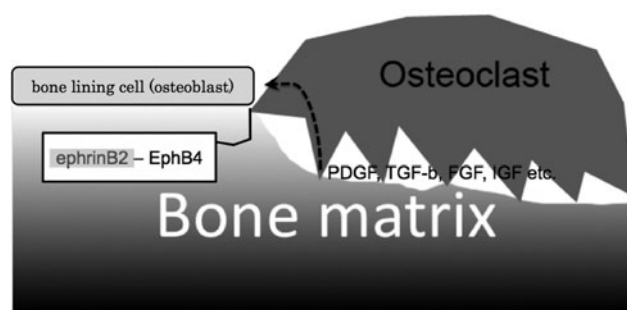 Osteoclast
bone lining cell (osteoblast)
ephrinB2 – EphB4
PDGF, TGF-b, FGF, IGF etc.
Bone matrix